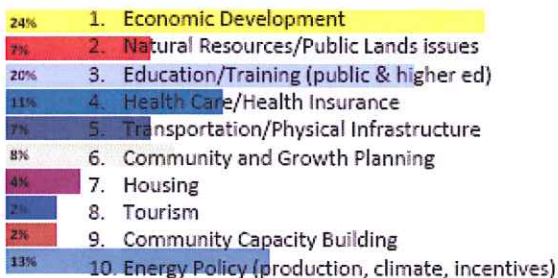 24% 1. Economic Development
7% 2. Natural Resources/Public Lands issues
20% 3. Education/Training (public & higher ed)
11% 4. Health Care/Health Insurance
7% 5. Transportation/Physical Infrastructure
8% 6. Community and Growth Planning
4% 7. Housing
2% 8. Tourism
2% 9. Community Capacity Building
13% 10. Energy Policy (production, climate, incentives)